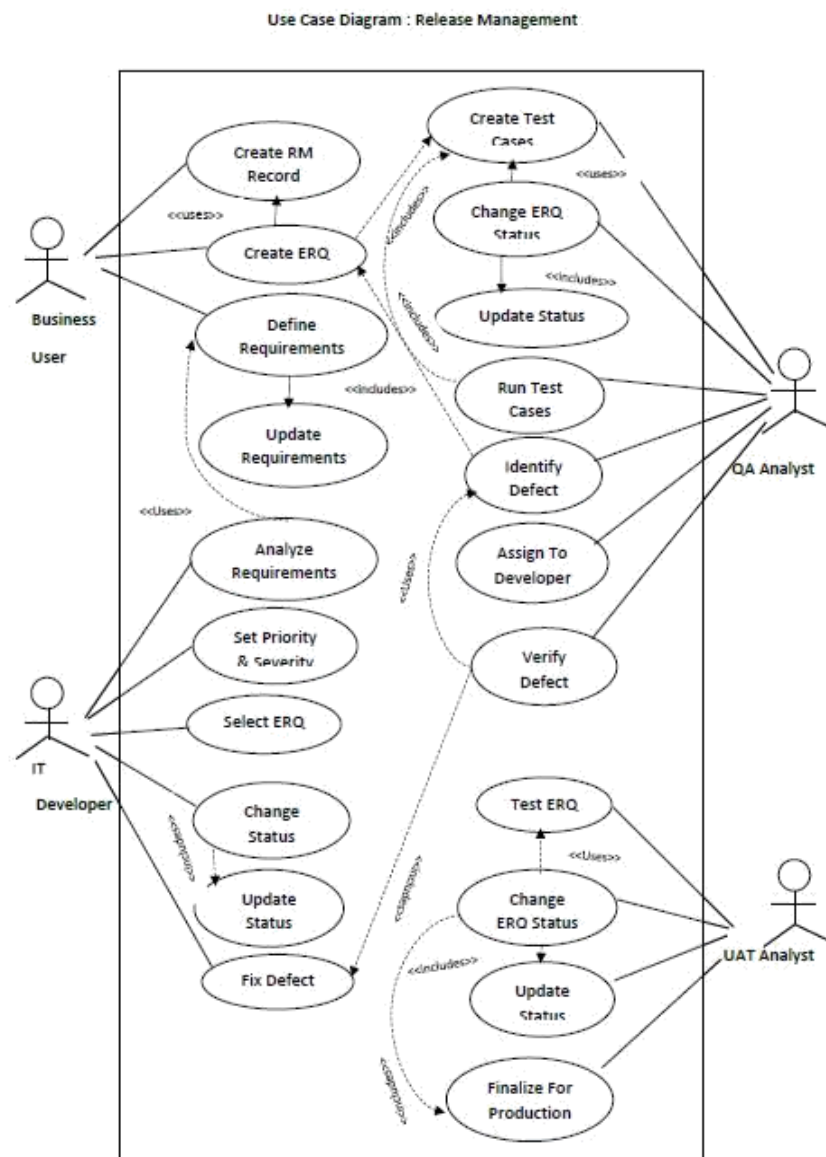 Use Case Diagram : Release Management
Create RM
Record
<<uses>>
Create ERQ
Business
User
Define
Requirements
<<includes>>
Update
Requirements
<<Uses>>
Analyze
Requirements
Set Priority
& Severity
Select ERQ
IT
Developer
Change
Status
<<includes>>
Update
Status
Fix Defect
Create Test
Cases
<<uses>>
Change ERQ
Status
<<includes>>
<<includes>>
Update Status
<<includes>>
Run Test
Cases
Identify
Defect
QA Analyst
Assign To
Developer
<<Uses>>
Verify
Defect
Test ERQ
<<Uses>>
<<includes>>
Change
ERQ Status
UAT Analyst
<<includes>>
Update
Status
<<includes>>
Finalize For
Production